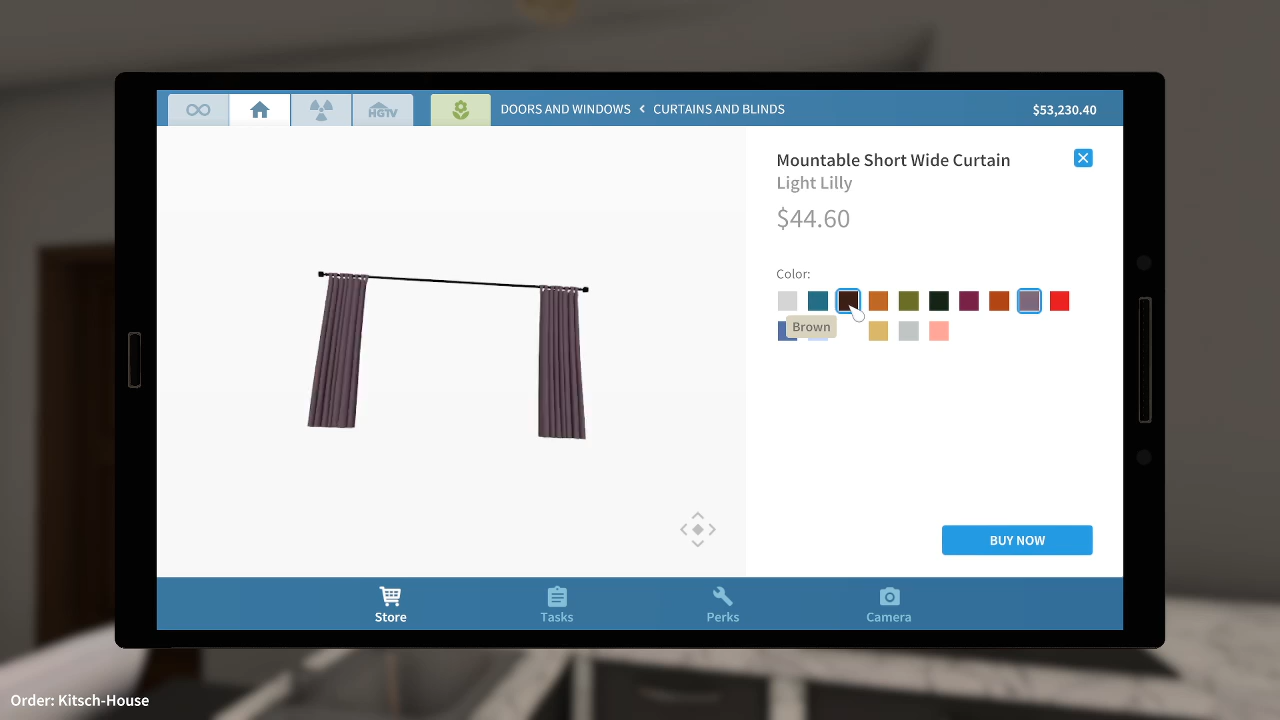 HGTV
DOORS AND WINDOWS
CURTAINS AND BLINDS
$53,230.40
Mountable Short Wide Curtain
Light Lilly
$44.60
Color:
Brown
BUY NOW
Store
Tasks
Perks
Camera
Order: Kitsch-House